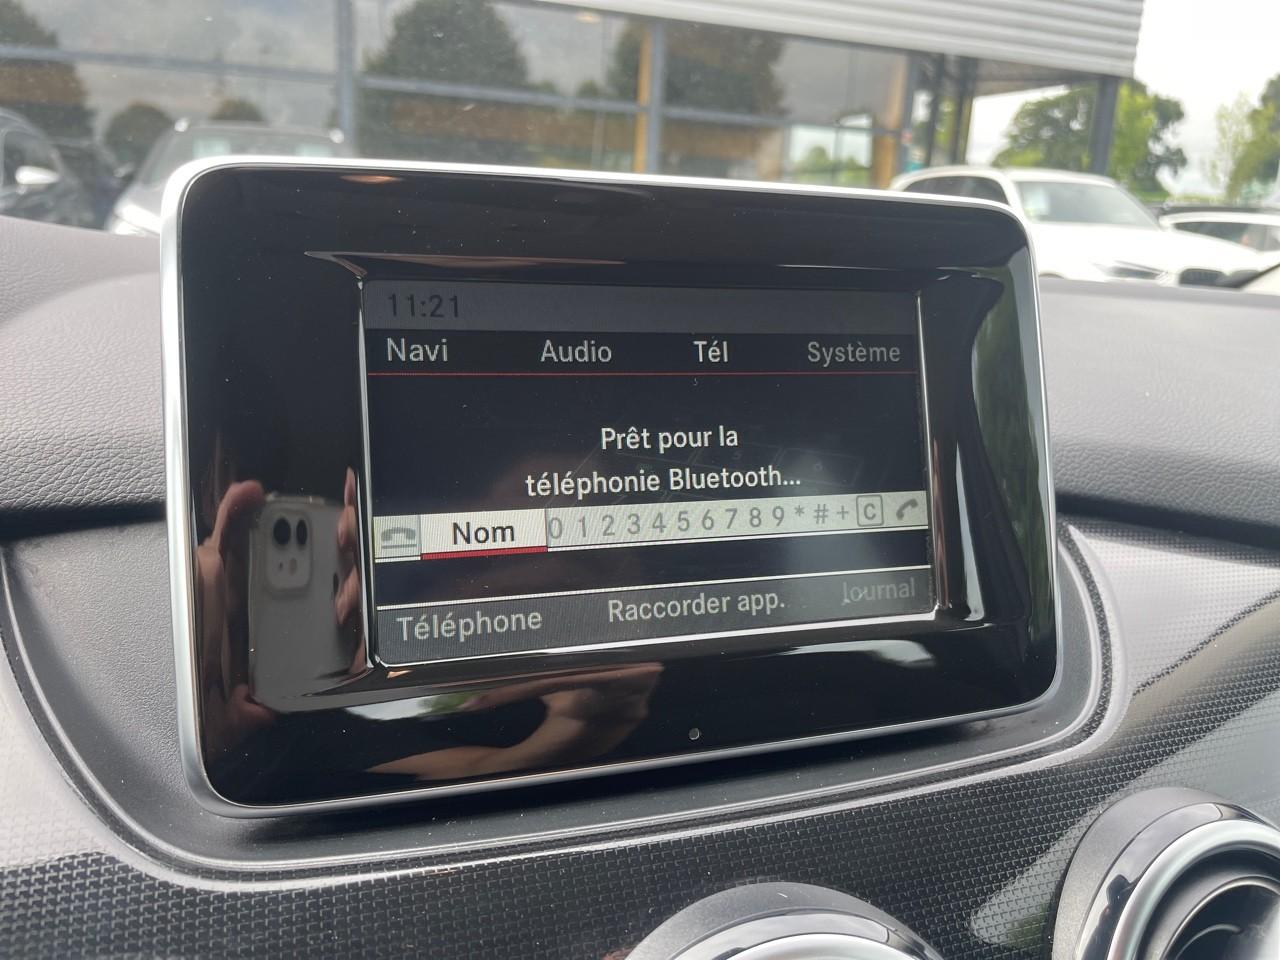 11:21
Navi Audio Tél Système
Prêt pour la
téléphonie Bluetooth...
Nom 0 1 2 3 4 5 6 7 8 9 * # + C
Téléphone Raccorder app. Journal